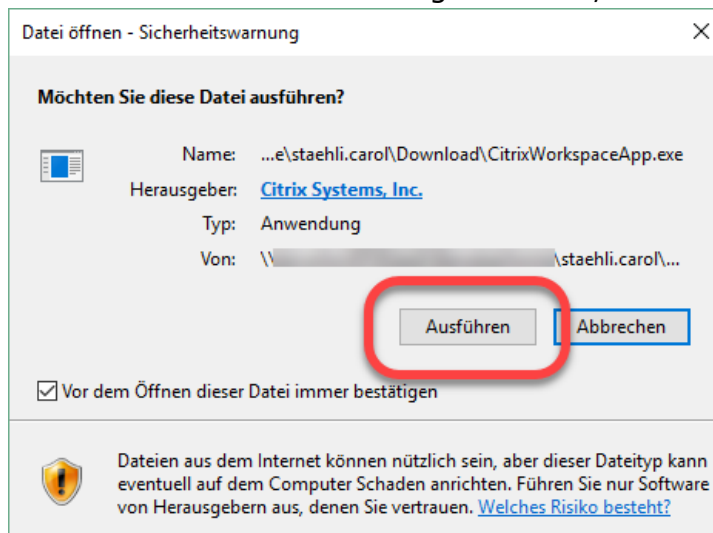 Datei öffnen - Sicherheitswarnung
Möchten Sie diese Datei ausführen?
Name: ...e\staehli.carol\Download\CitrixWorkspaceApp.exe
Herausgeber: Citrix Systems, Inc.
Typ: Anwendung
Von: \\ \staehli.carol\...
Ausführen Abbrechen
Vor dem Öffnen dieser Datei immer bestätigen
Dateien aus dem Internet können nützlich sein, aber dieser Dateityp kann
eventuell auf dem Computer Schaden anrichten. Führen Sie nur Software
von Herausgebern aus, denen Sie vertrauen. Welches Risiko besteht?